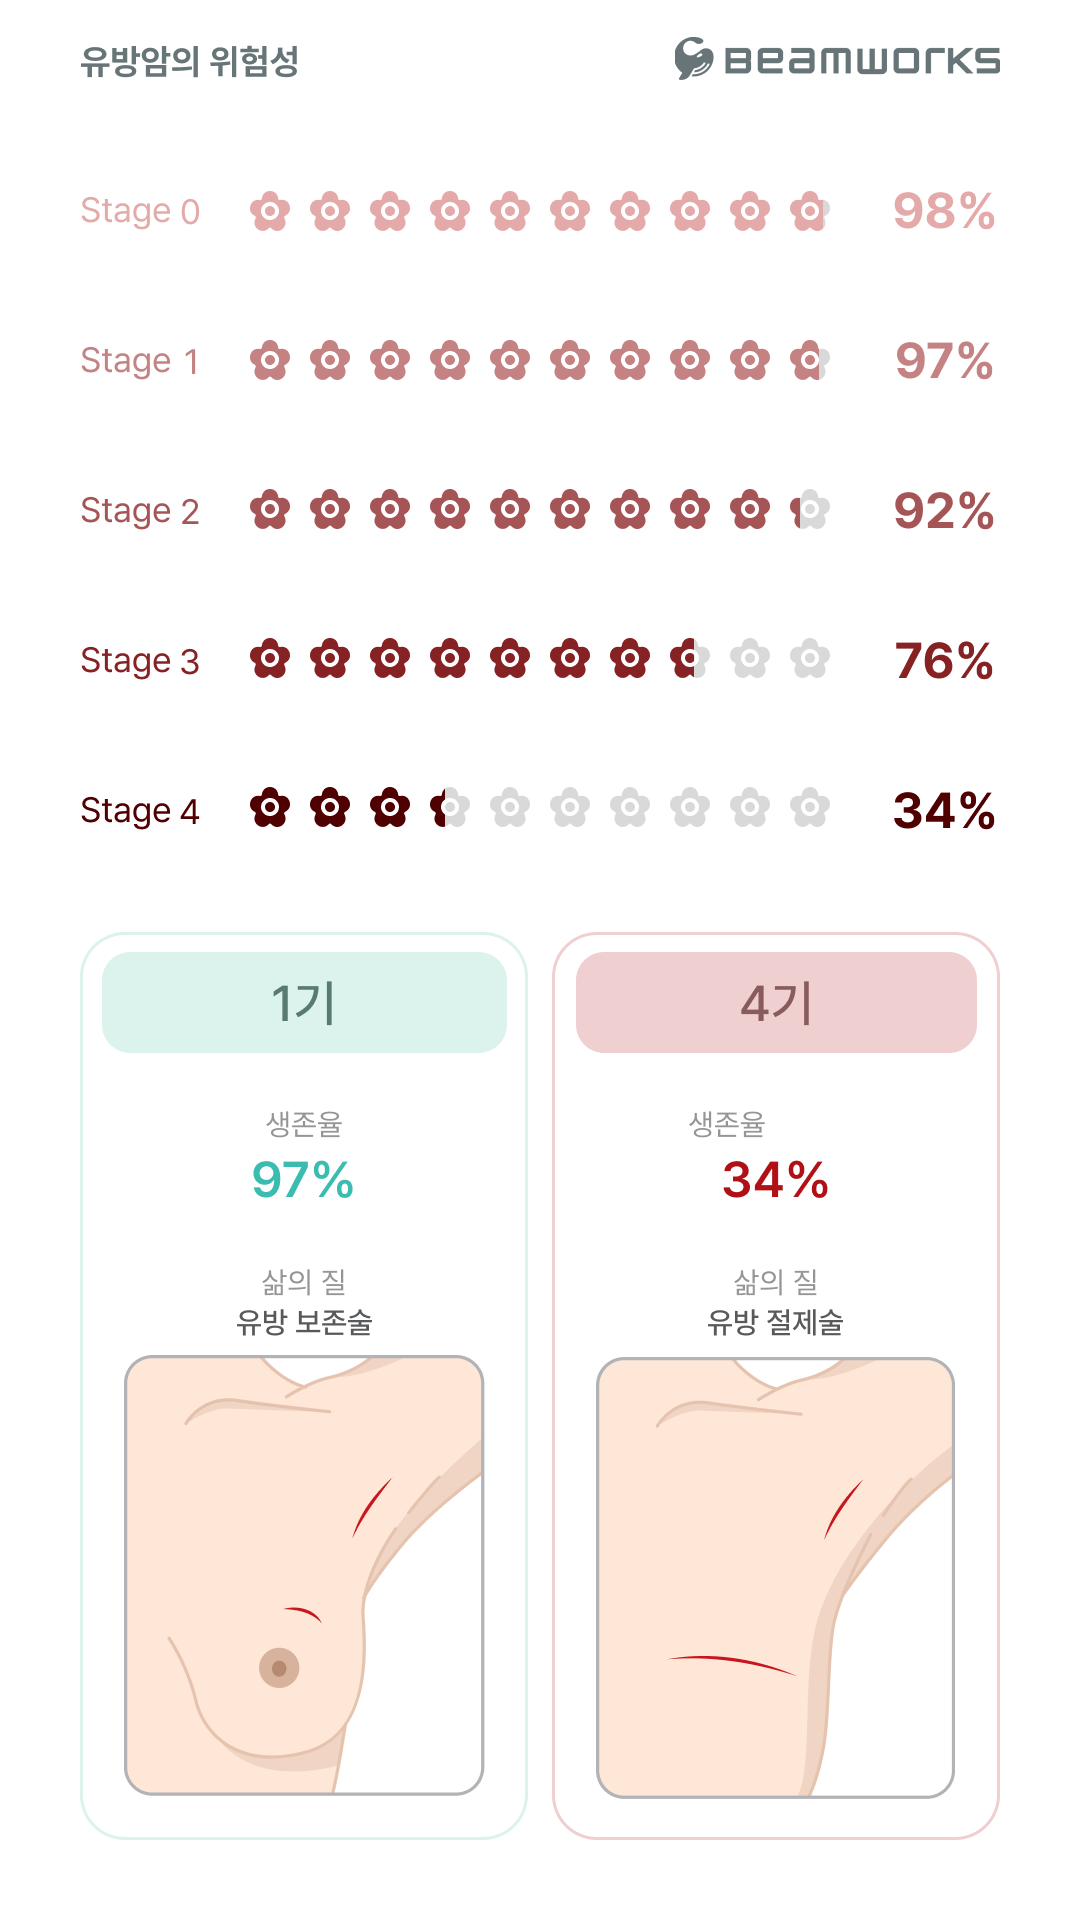 유방암의 위험성
BEAMWORKS
Stage 0 98%
Stage 1 97%
Stage 2 92%
Stage 3 76%
Stage 4 34%
1기
생존율
97%
삶의 질
유방 보존술
4기
생존율
34%
삶의 질
유방 절제술